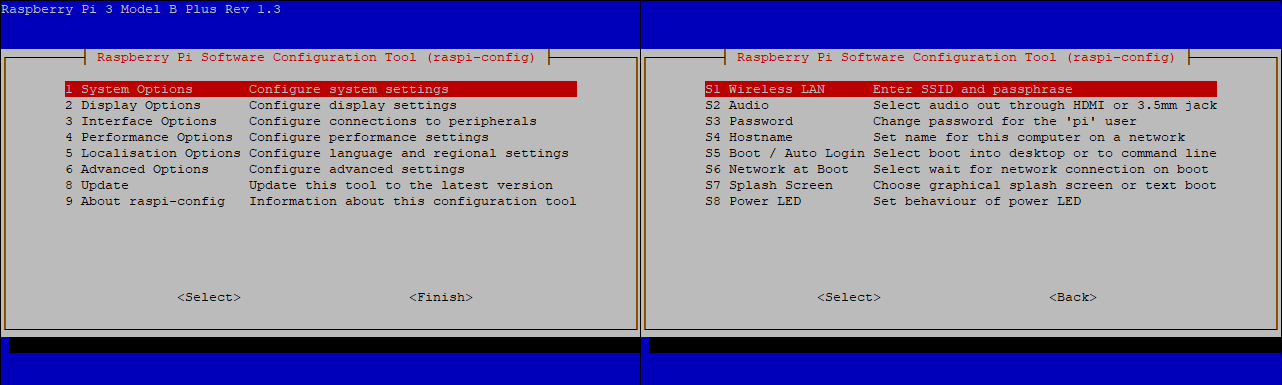 Raspberry Pi 3 Model B Plus Rev 1.3
Raspberry Pi Software Configuration Tool (raspi-config)
1 System Options Configure system settings
2 Display Options Configure display settings
3 Interface Options Configure connections to peripherals
4 Performance Options Configure performance settings
5 Localisation Options Configure language and regional settings
6 Advanced Options Configure advanced settings
8 Update Update this tool to the latest version
9 About raspi-config Information about this configuration tool
<Select> <Finish>
Raspberry Pi Software Configuration Tool (raspi-config)
S1 Wireless LAN Enter SSID and passphrase
S2 Audio Select audio out through HDMI or 3.5mm jack
S3 Password Change password for the 'pi' user
S4 Hostname Set name for this computer on a network
S5 Boot / Auto Login Select boot into desktop or to command line
S6 Network at Boot Select wait for network connection on boot
S7 Splash Screen Choose graphical splash screen or text boot
S8 Power LED Set behaviour of power LED
<Select> <Back>